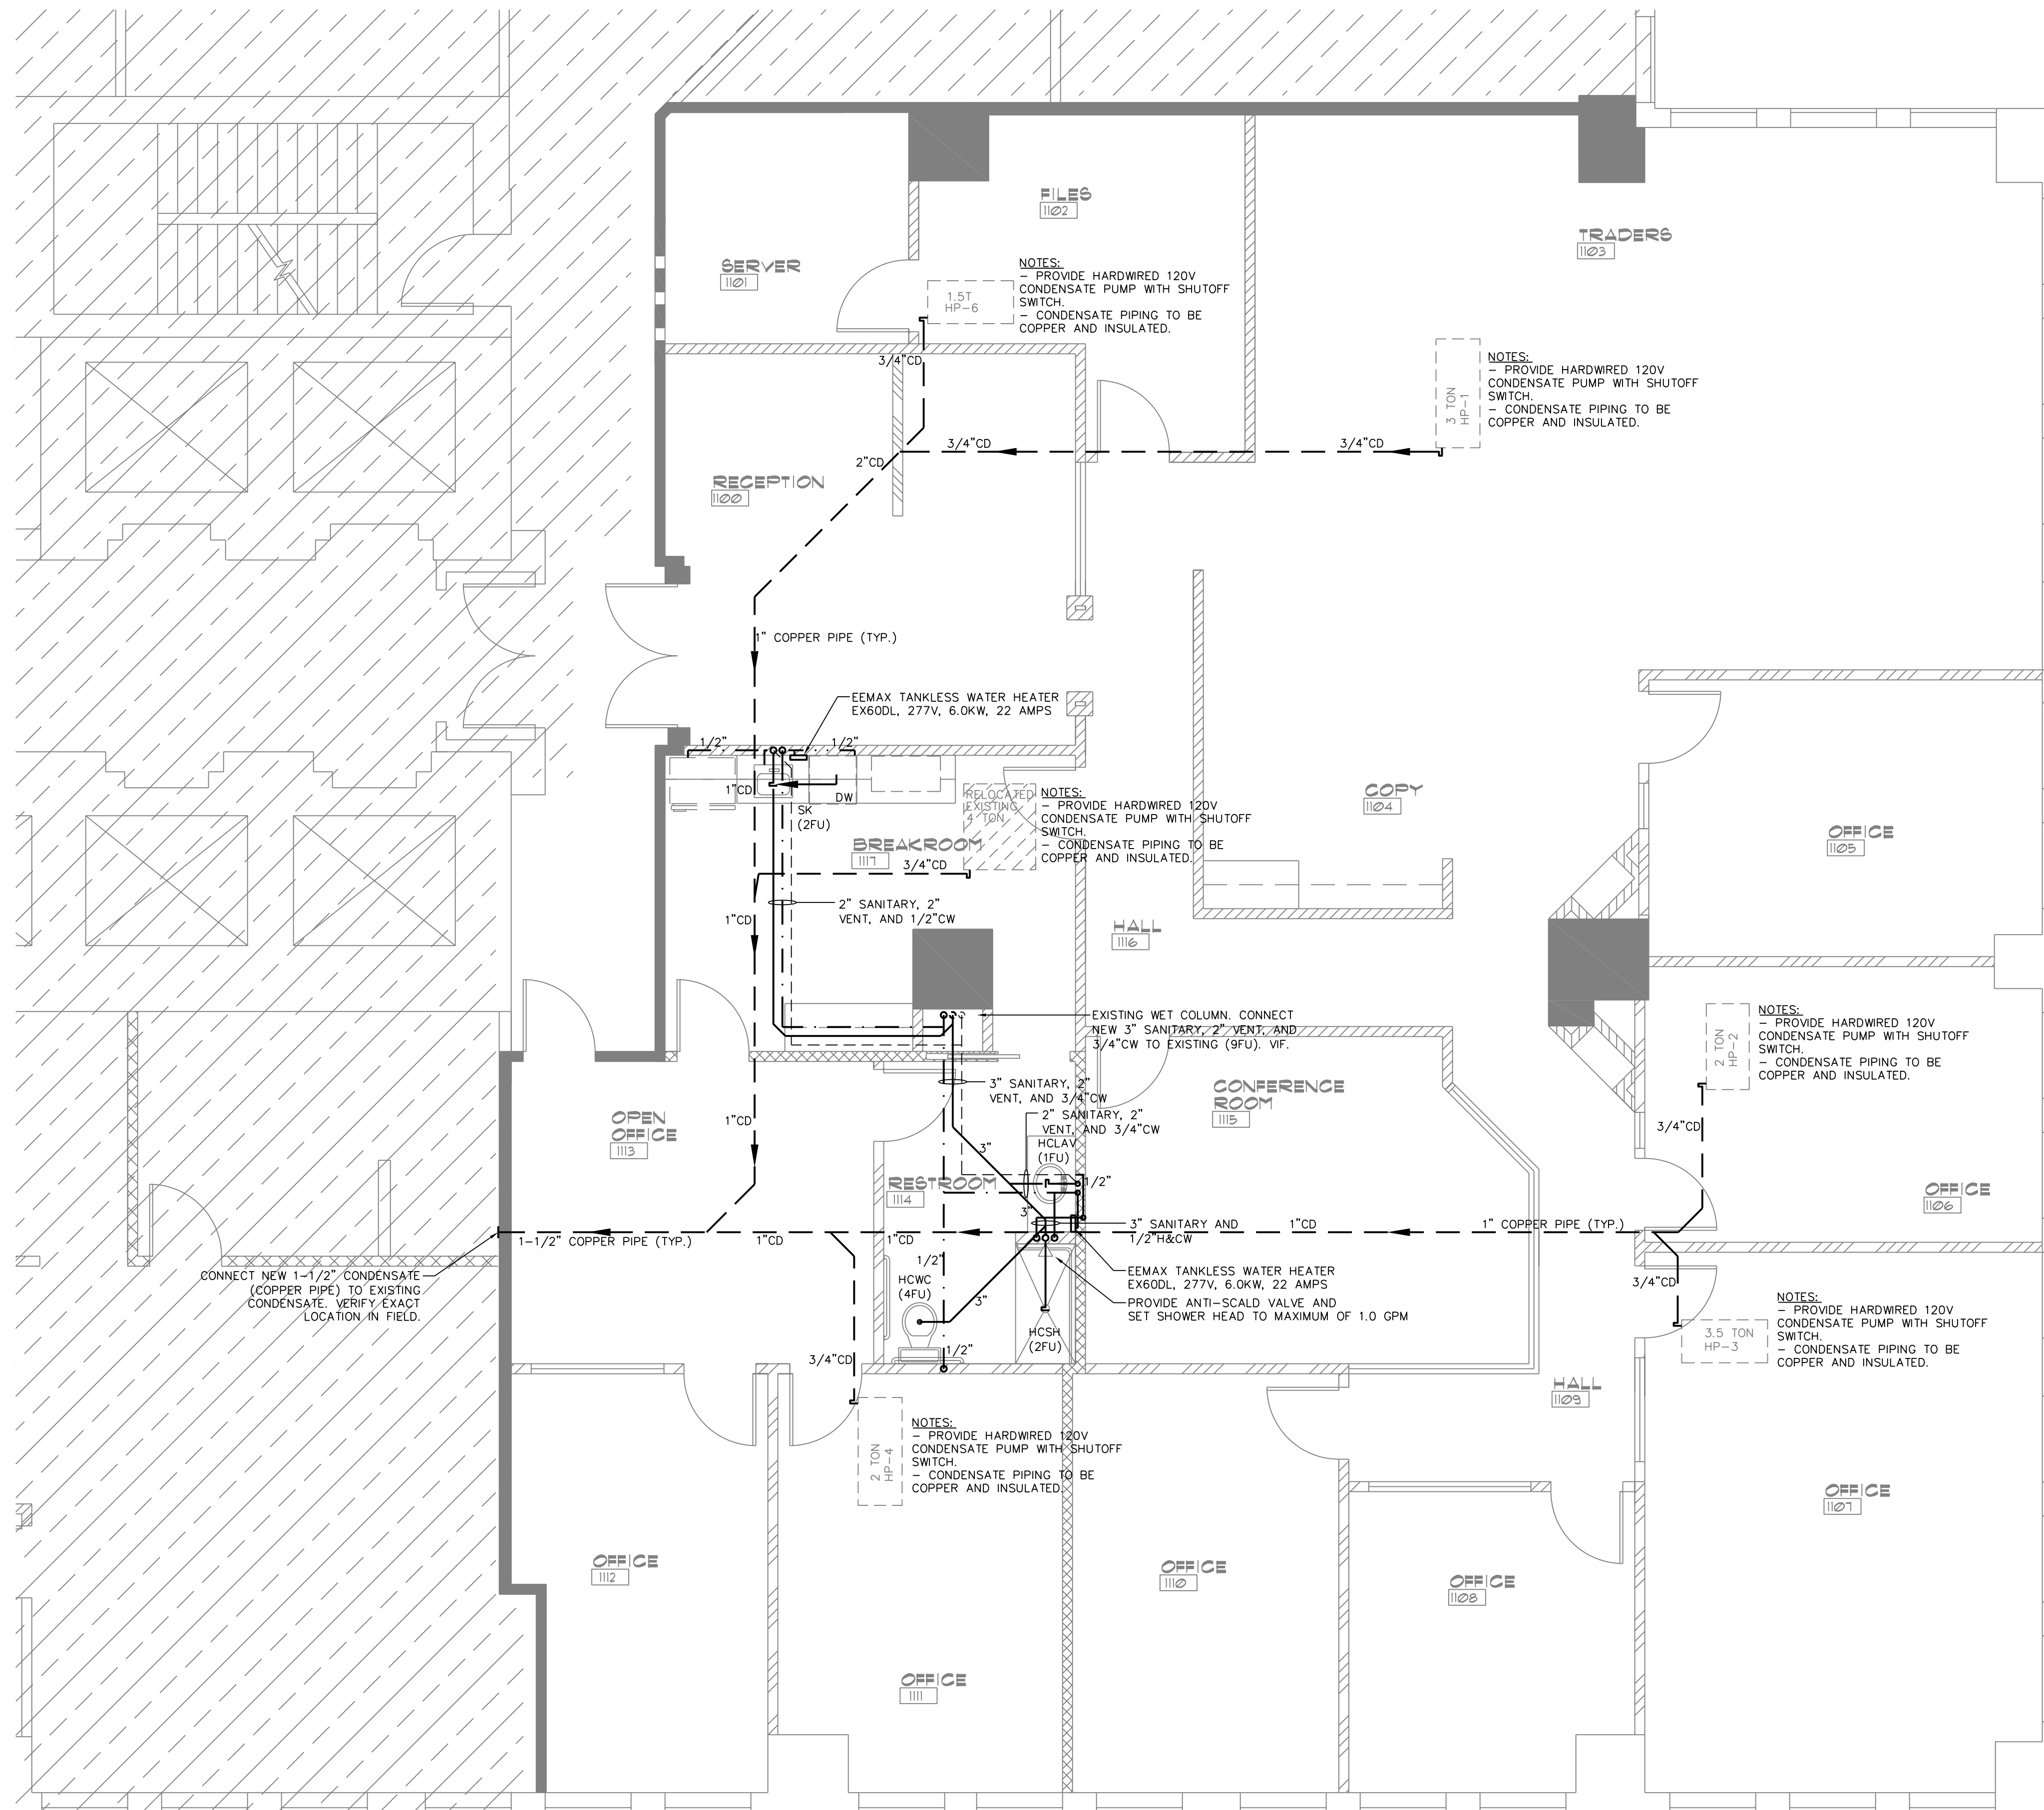 FILES
1102
TRADERS
1103
SERVER
1101
NOTES:
– PROVIDE HARDWIRED 120V
CONDENSATE PUMP WITH SHUTOFF
SWITCH.
– CONDENSATE PIPING TO BE
COPPER AND INSULATED.
1.5T
HP-6
3/4"CD
NOTES:
– PROVIDE HARDWIRED 120V
CONDENSATE PUMP WITH SHUTOFF
SWITCH.
– CONDENSATE PIPING TO BE
COPPER AND INSULATED.
3 TON
HP-1
3/4"CD
3/4"CD
2"CD
RECEPTION
1100
1" COPPER PIPE (TYP.)
EEMAX TANKLESS WATER HEATER
EX60DL, 277V, 6.0KW, 22 AMPS
1/2"
1/2"
1"CD
DW
SK
(2FU)
RELOCATED
EXISTING
4 TON
NOTES:
– PROVIDE HARDWIRED 120V
CONDENSATE PUMP WITH SHUTOFF
SWITCH.
– CONDENSATE PIPING TO BE
COPPER AND INSULATED.
COPY
1104
OFFICE
1105
BREAKROOM
1117
3/4"CD
1"CD
2" SANITARY, 2"
VENT, AND 1/2"CW
HALL
1116
EXISTING WET COLUMN. CONNECT
NEW 3" SANITARY, 2" VENT, AND
3/4"CW TO EXISTING (9FU). VIF.
2 TON
HP-2
NOTES:
– PROVIDE HARDWIRED 120V
CONDENSATE PUMP WITH SHUTOFF
SWITCH.
– CONDENSATE PIPING TO BE
COPPER AND INSULATED.
3/4"CD
3" SANITARY, 2"
VENT, AND 3/4"CW
2" SANITARY, 2"
VENT, AND 3/4"CW
HCLAV
(1FU)
CONFERENCE
ROOM
1115
OPEN
OFFICE
1113
1"CD
3"
RESTROOM
1114
1/2"
3"
OFFICE
1106
3" SANITARY AND
1/2"H&CW
1"CD
1" COPPER PIPE (TYP.)
1-1/2" COPPER PIPE (TYP.)
1"CD
1"CD
1/2"
CONNECT NEW 1-1/2" CONDENSATE
(COPPER PIPE) TO EXISTING
CONDENSATE. VERIFY EXACT
LOCATION IN FIELD.
HCWC
(4FU)
3"
EEMAX TANKLESS WATER HEATER
EX60DL, 277V, 6.0KW, 22 AMPS
PROVIDE ANTI-SCALD VALVE AND
SET SHOWER HEAD TO MAXIMUM OF 1.0 GPM
HCSH
(2FU)
1/2"
3/4"CD
3/4"CD
3.5 TON
HP-3
NOTES:
– PROVIDE HARDWIRED 120V
CONDENSATE PUMP WITH SHUTOFF
SWITCH.
– CONDENSATE PIPING TO BE
COPPER AND INSULATED.
HALL
1109
2 TON
HP-4
NOTES:
– PROVIDE HARDWIRED 120V
CONDENSATE PUMP WITH SHUTOFF
SWITCH.
– CONDENSATE PIPING TO BE
COPPER AND INSULATED.
OFFICE
1107
OFFICE
1112
OFFICE
1110
OFFICE
1108
OFFICE
1111